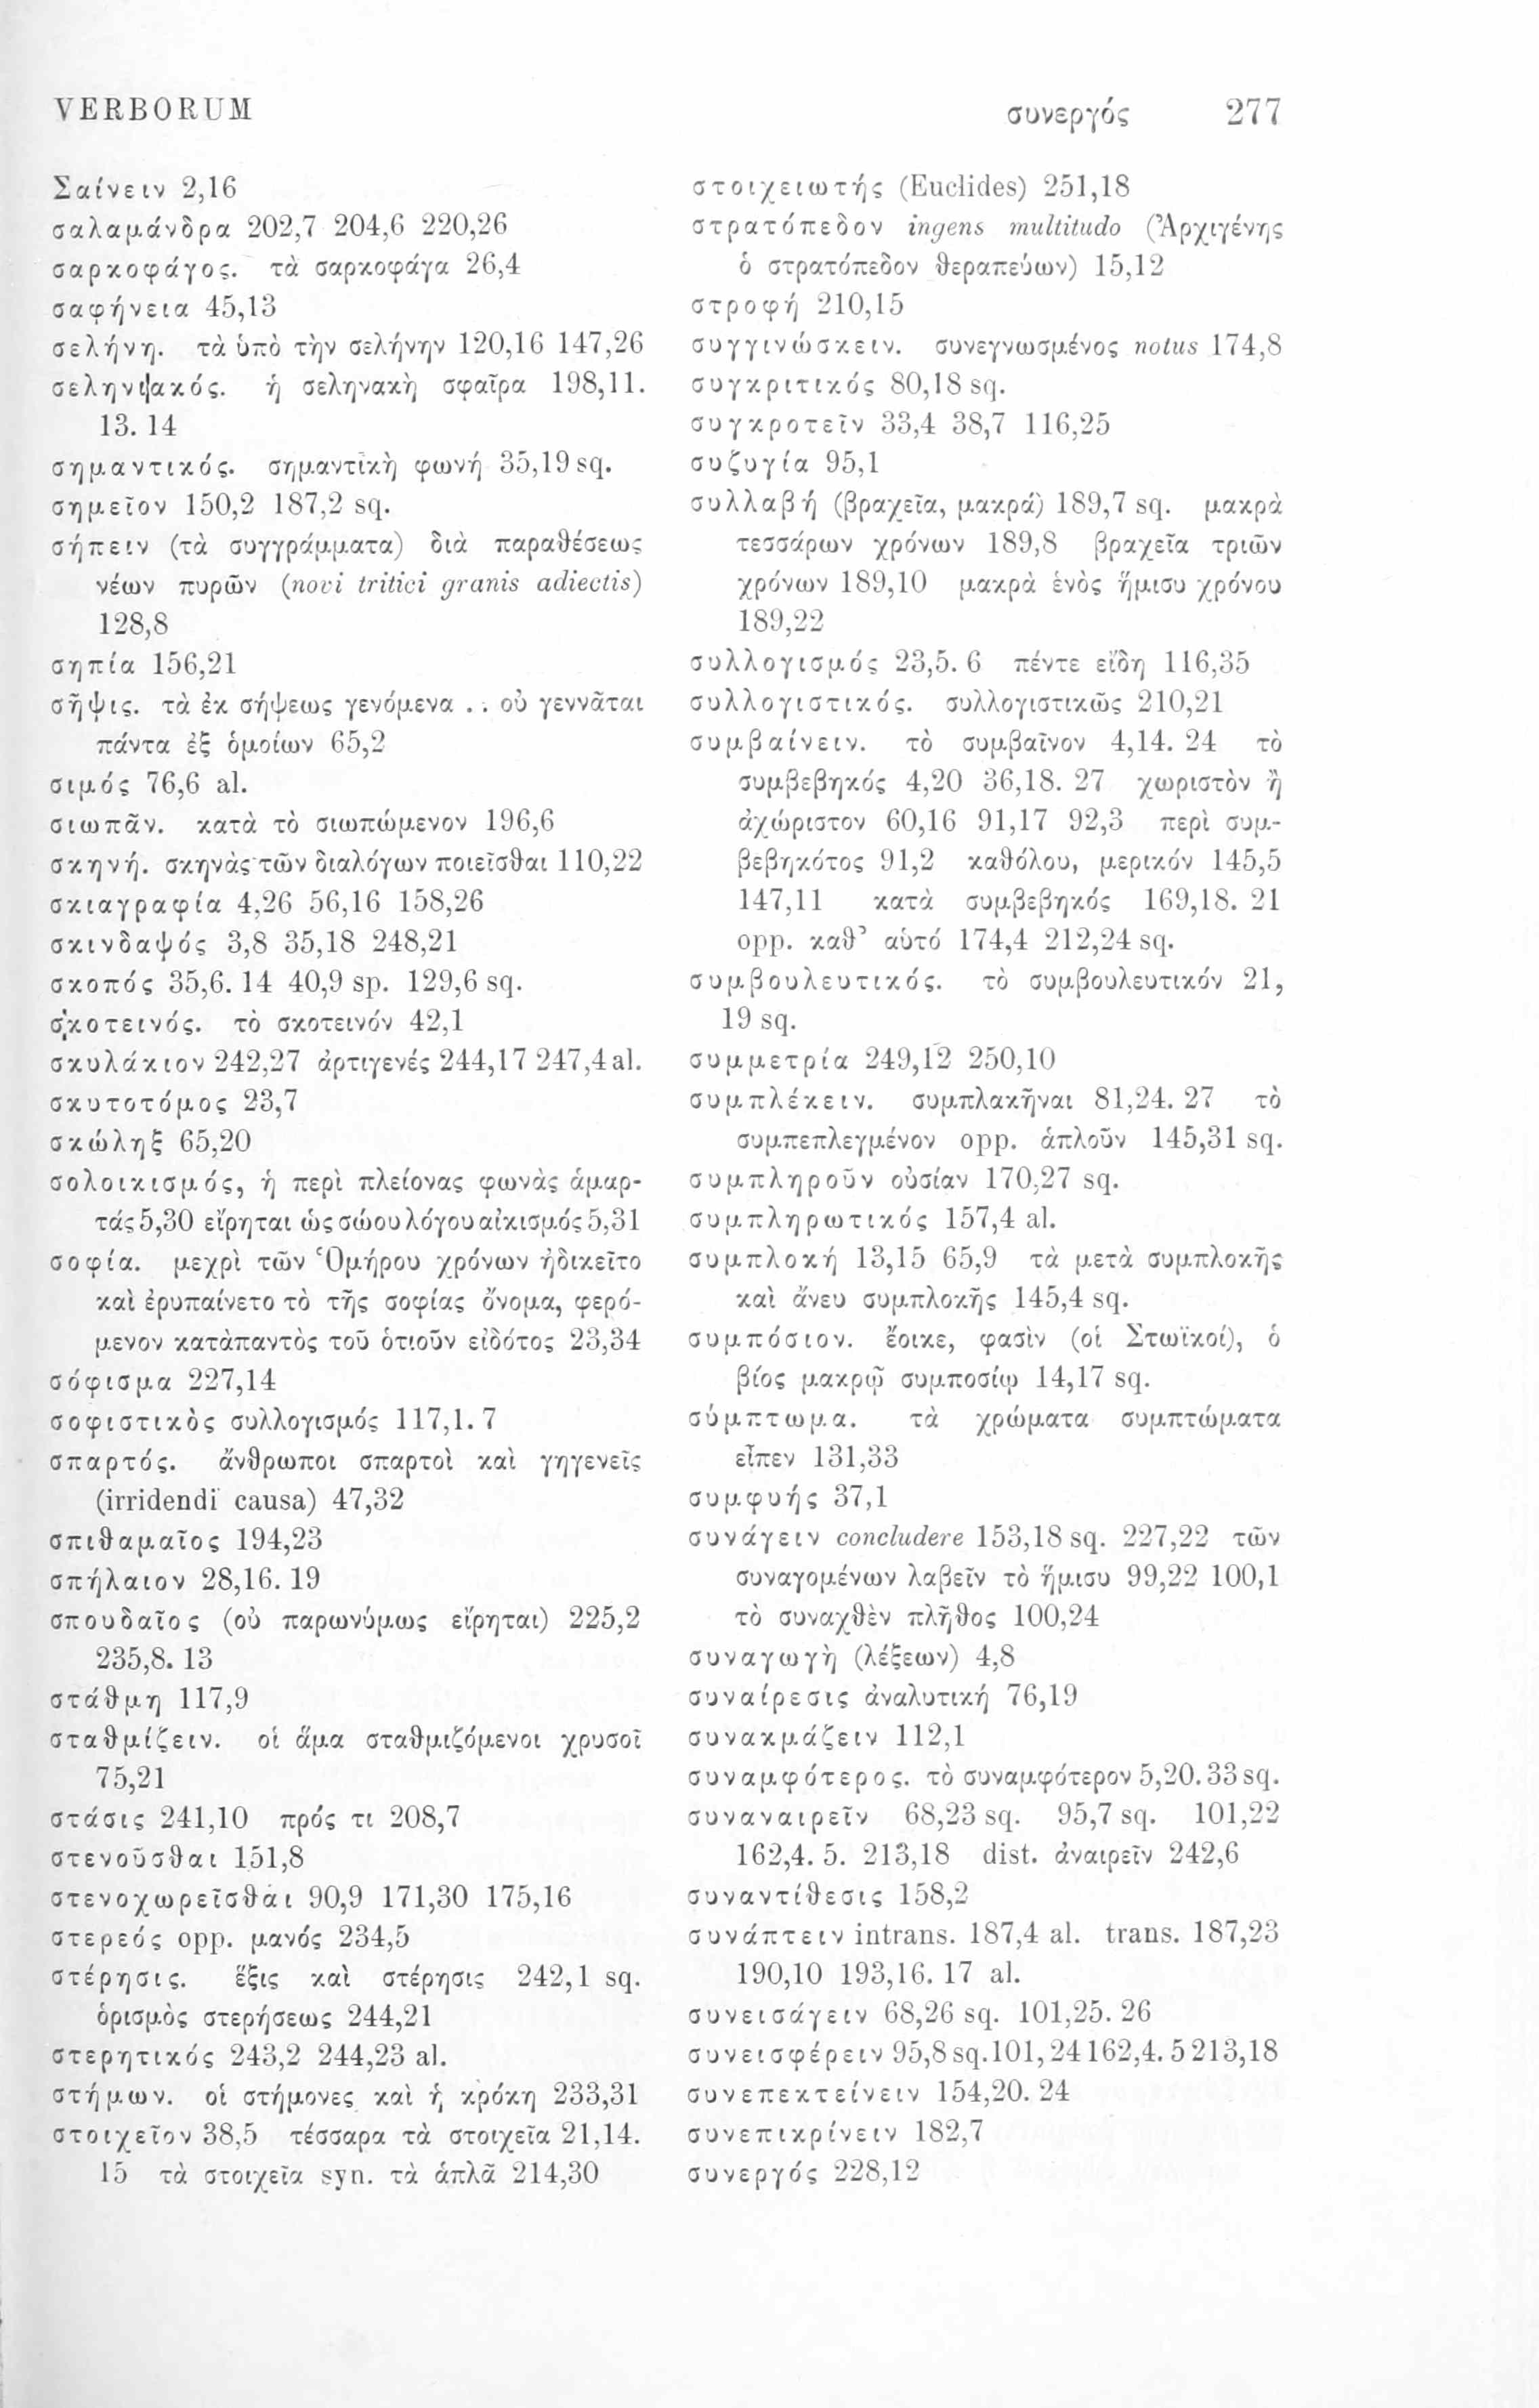 VERBORUM συνεργός 277
Σαίνειν 2,16
σαλαμάνδρα 202,7 204,6 220,26
σαρκοφάγος. τὰ σαρκοφάγα 26,4
σαφήνεια 45,13
σελήνη. τὰ ὑπὸ τὴν σελήνην 120,16 147,26
σεληνιακός. ἡ σεληνακὴ σφαῖρα 198,11.
13. 14
σημαντικός. σημαντικὴ φωνή 35,19 sq.
σημεῖον 150,2 187,2 sq.
σήπειν (τὰ συγγράμματα) διὰ παραθέσεως
νέων πυρῶν (novi tritici granis adiectis)
128,8
σηπία 156,21
σῆψις. τὰ ἐκ σήψεως γενόμενα .. οὐ γεννᾶται
πάντα ἐξ ὁμοίων 65,2
σιμός 76,6 al.
σιωπᾶν. κατὰ τὸ σιωπώμενον 196,6
σκηνή. σκηνὰς τῶν διαλόγων ποιεῖσθαι 110,22
σκιαγραφία 4,26 56,16 158,26
σκινδαψός 3,8 35,18 248,21
σκοπός 35,6. 14 40,9 sp. 129,6 sq.
σκοτεινός. τὸ σκοτεινόν 42,1
σκυλάκιον 242,27 ἀρτιγενές 244,17 247,4 al.
σκυτοτόμος 23,7
σκώληξ 65,20
σολοικισμός, ἡ περὶ πλείονας φωνὰς ἁμαρ-
τάς 5,30 εἴρηται ὡς σώου λόγου αἰκισμός 5,31
σοφία. μεχρὶ τῶν Ὁμήρου χρόνων ἠδικεῖτο
καὶ ἐρυπαίνετο τὸ τῆς σοφίας ὄνομα, φερό-
μενον κατὰπαντὸς τοῦ ὁτιοῦν εἰδότος 23,34
σόφισμα 227,14
σοφιστικὸς συλλογισμός 117,1. 7
σπαρτός. ἄνθρωποι σπαρτοὶ καὶ γηγενεῖς
(irridendi causa) 47,32
σπιθαμαῖος 194,23
σπήλαιον 28,16. 19
σπουδαῖος (οὐ παρωνύμως εἴρηται) 225,2
235,8. 13
στάθμη 117,9
σταθμίζειν. οἱ ἅμα σταθμιζόμενοι χρυσοῖ
75,21
στάσις 241,10 πρός τι 208,7
στενοῦσθαι 151,8
στενοχωρεῖσθαι 90,9 171,30 175,16
στερεός opp. μανός 234,5
στέρησις. ἕξις καὶ στέρησις 242,1 sq.
ὁρισμὸς στερήσεως 244,21
στερητικός 243,2 244,23 al.
στήμων. οἱ στήμονες καὶ ἡ κρόκη 233,31
στοιχεῖον 38,5 τέσσαρα τὰ στοιχεῖα 21,14.
15 τὰ στοιχεῖα syn. τὰ ἁπλᾶ 214,30
στοιχειωτής (Euclides) 251,18
στρατόπεδον ingens multitudo (Ἀρχιγένης
ὁ στρατόπεδον θεραπεύων) 15,12
στροφή 210,15
συγγινώσκειν. συνεγνωσμένος notus 174,8
συγκριτικός 80,18 sq.
συγκροτεῖν 33,4 38,7 116,25
συζυγία 95,1
συλλαβή (βραχεῖα, μακρά) 189,7 sq. μακρὰ
τεσσάρων χρόνων 189,8 βραχεῖα τριῶν
χρόνων 189,10 μακρὰ ἑνὸς ἥμισυ χρόνου
189,22
συλλογισμός 23,5. 6 πέντε εἴδη 116,35
συλλογιστικός. συλλογιστικῶς 210,21
συμβαίνειν. τὸ συμβαῖνον 4,14. 24 τὸ
συμβεβηκός 4,20 36,18. 27 χωριστὸν ἢ
ἀχώριστον 60,16 91,17 92,3 περὶ συμ-
βεβηκότος 91,2 καθόλου, μερικόν 145,5
147,11 κατὰ συμβεβηκός 169,18. 21
opp. καθ’ αὑτό 174,4 212,24 sq.
συμβουλευτικός. τὸ συμβουλευτικόν 21,
19 sq.
συμμετρία 249,12 250,10
συμπλέκειν. συμπλακῆναι 81,24. 27 τὸ
συμπεπλεγμένον opp. ἁπλοῦν 145,31 sq.
συμπληροῦν οὐσίαν 170,27 sq.
συμπληρωτικός 157,4 al.
συμπλοκή 13,15 65,9 τὰ μετὰ συμπλοκῆς
καὶ ἄνευ συμπλοκῆς 145,4 sq.
συμπόσιον. ἔοικε, φασὶν (οἱ Στωϊκοί), ὁ
βίος μακρῷ συμποσίῳ 14,17 sq.
σύμπτωμα. τὰ χρώματα συμπτώματα
εἶπεν 131,33
συμφυής 37,1
συνάγειν concludere 153,18 sq. 227,22 τῶν
συναγομένων λαβεῖν τὸ ἥμισυ 99,22 100,1
τὸ συναχθὲν πλῆθος 100,24
συναγωγὴ (λέξεων) 4,8
συναίρεσις ἀναλυτική 76,19
συνακμάζειν 112,1
συναμφότερος. τὸ συναμφότερον 5,20. 33 sq.
συναναιρεῖν 68,23 sq. 95,7 sq. 101,22
162,4. 5. 213,18 dist. ἀναιρεῖν 242,6
συναντίθεσις 158,2
συνάπτειν intrans. 187,4 al. trans. 187,23
190,10 193,16. 17 al.
συνεισάγειν 68,26 sq. 101,25. 26
συνεισφέρειν 95,8 sq. 101, 24 162,4. 5 213,18
συνεπεκτείνειν 154,20. 24
συνεπικρίνειν 182,7
συνεργός 228,12